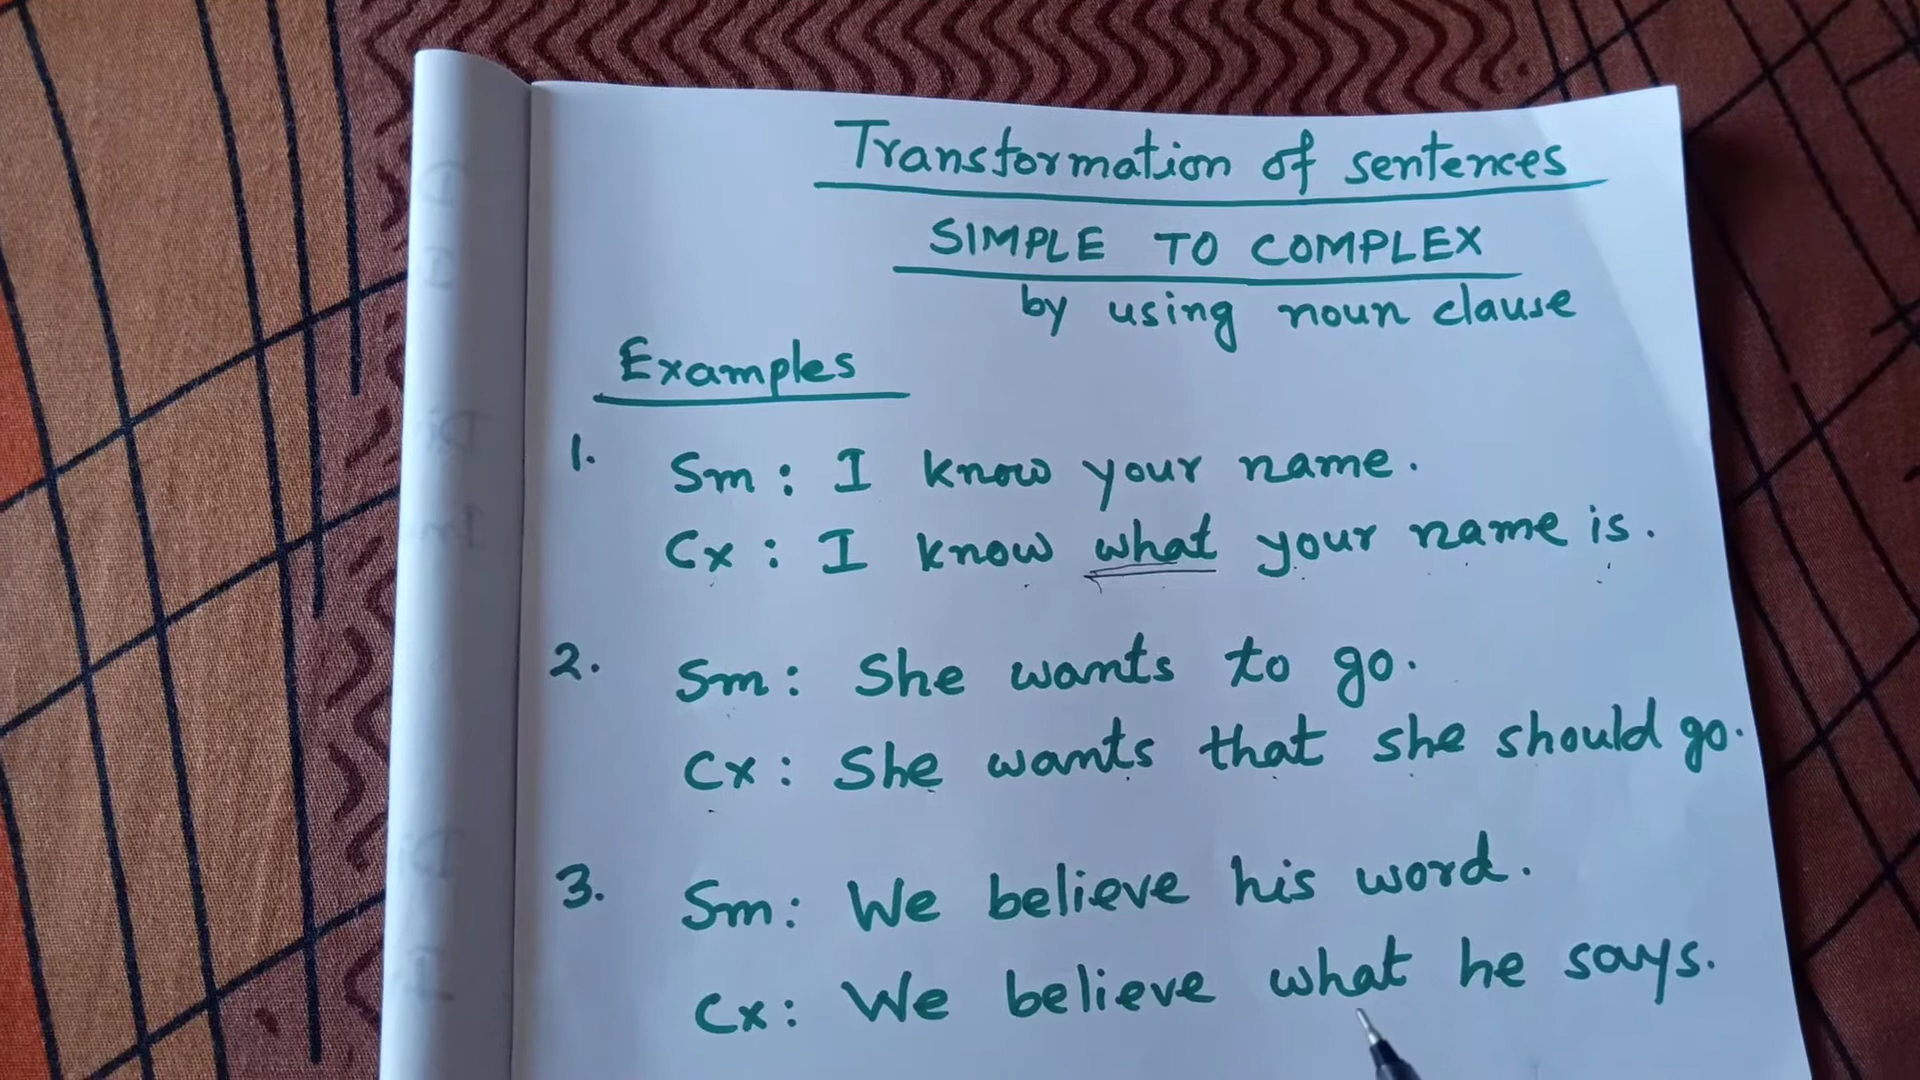 Transformation of sentences
SIMPLE TO COMPLEX
by using noun clause
Examples
1. Sm: I know your name.
Cx: I know what your name is.
2. Sm: She wants to go.
Cx: She wants that she should go.
3. Sm: We believe his word.
Cx: We believe what he says.